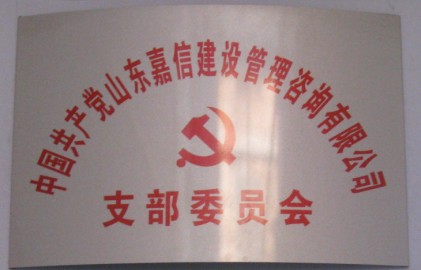 中国共产党山东嘉信建设管理咨询有限公司
支部委员会